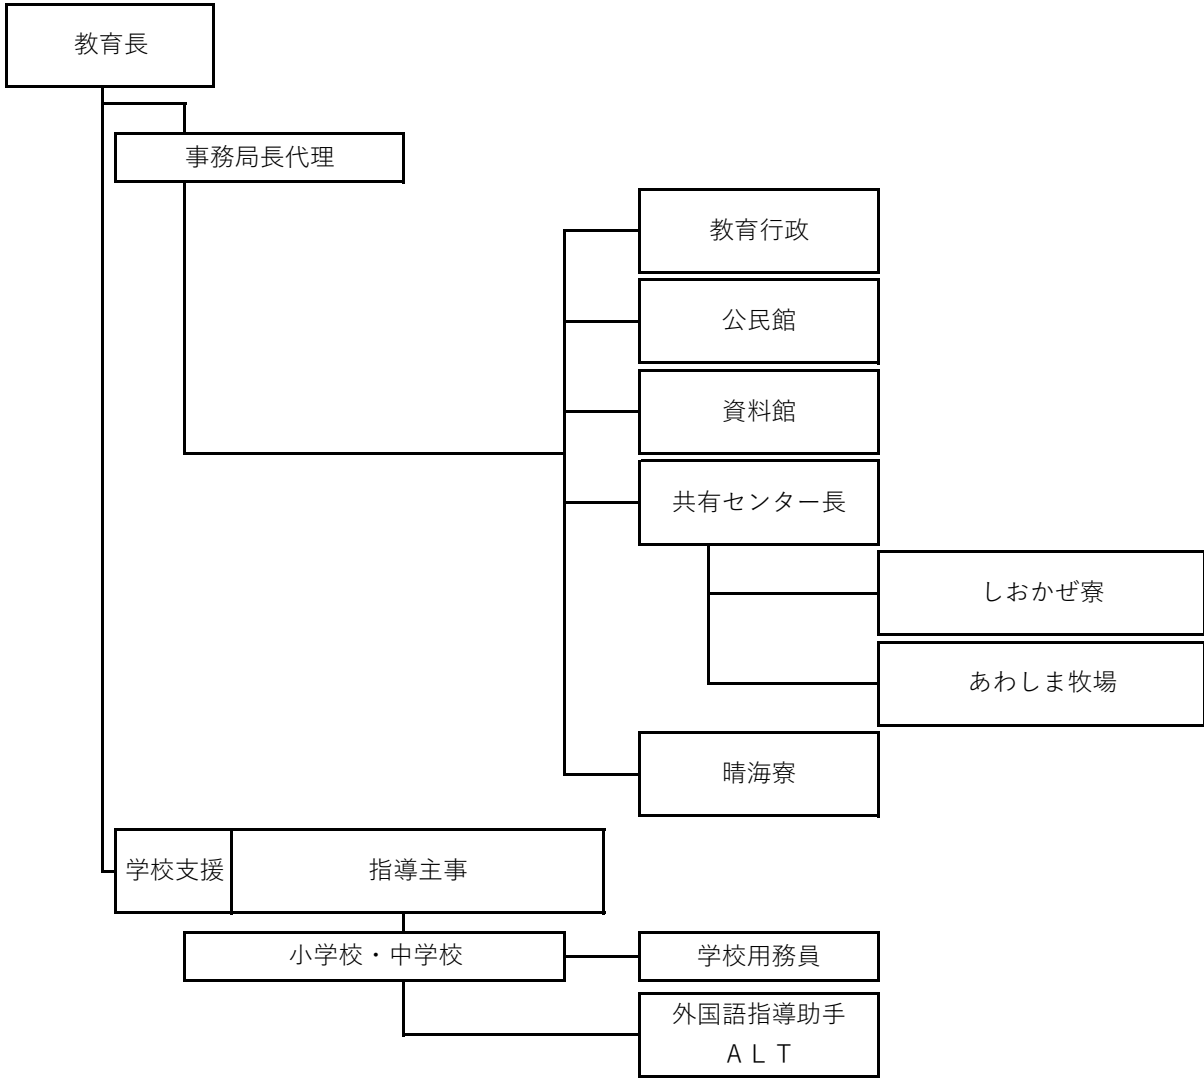 教育長
事務局長代理
教育行政
公民館
資料館
共有センター長
しおかぜ寮
あわしま牧場
晴海寮
学校支援
指導主事
小学校・中学校
学校用務員
外国語指導助手
ＡＬＴ